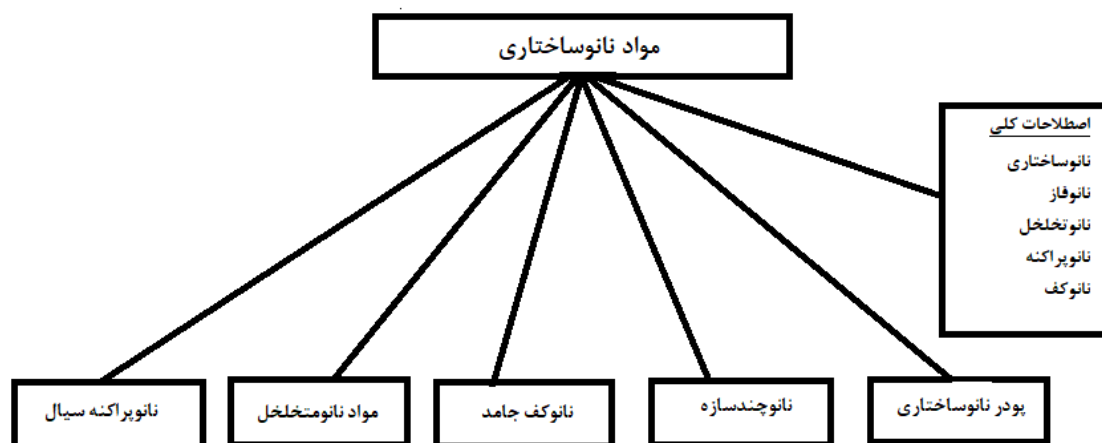 مواد نانوساختاری
اصطلاحات کلی
نانوساختاری
نانوفاز
نانوتخلخل
نانوپراکنه
نانوکف
پودر نانوساختاری
نانوچندسازه
نانوکف جامد
مواد نانومتخلخل
نانوپراکنه سیال